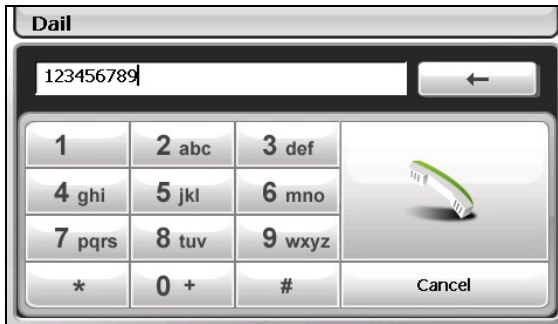 Dail
123456789
←
1 2 abc 3 def
4 ghi 5 jkl 6 mno
7 pqrs 8 tuv 9 wxyz
* 0 + # Cancel